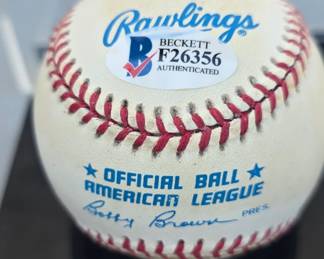 Rawlings
®
B BECKETT
F26356
AUTHENTICATED
★ OFFICIAL BALL ★
AMERICAN LEAGUE
Bobby Brown PRES.